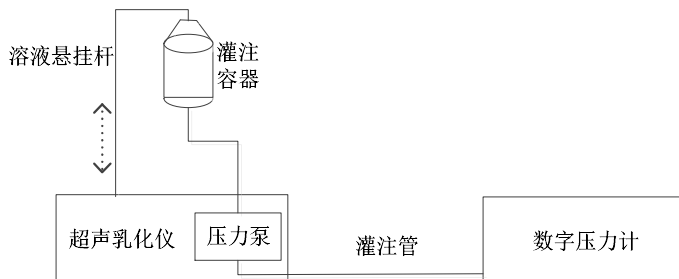 溶液悬挂杆
灌注
容器
超声乳化仪
压力泵
灌注管
数字压力计